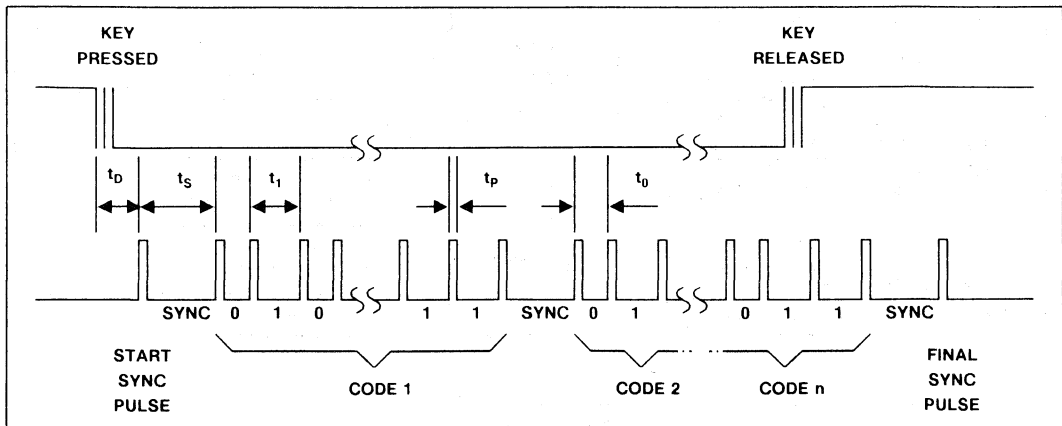 KEY PRESSED
KEY RELEASED
tD tS t1 tP t0
SYNC 0 1 0 1 1 SYNC 0 1 0 1 1 SYNC
START SYNC PULSE
CODE 1
CODE 2
CODE n
FINAL SYNC PULSE